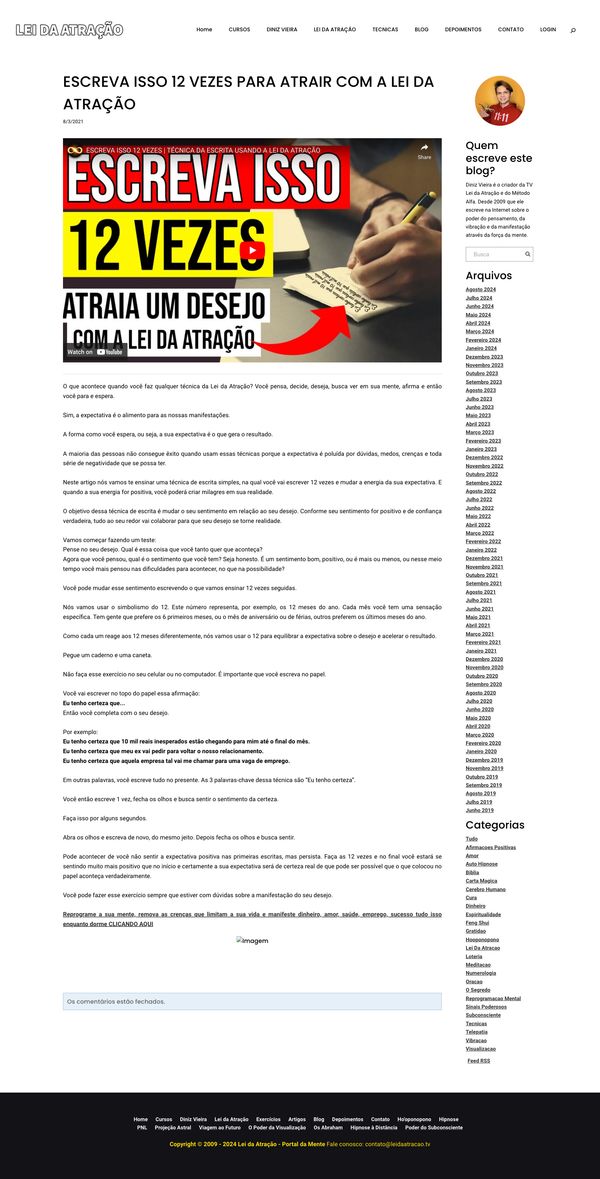 LEI DA ATRAÇÃO
Home CURSOS DINIZ VIEIRA LEI DA ATRAÇÃO TECNICAS BLOG DEPOIMENTOS CONTATO LOGIN
ESCREVA ISSO 12 VEZES PARA ATRAIR COM A LEI DA
ATRAÇÃO
8/3/2021
ESCREVA ISSO 12 VEZES | TÉCNICA DA ESCRITA USANDO A LEI DA ATRAÇÃO
Share
ESCREVA ISSO
12 VEZES
ATRAIA UM DESEJO
COM A LEI DA ATRAÇÃO
Watch on YouTube
O que acontece quando você faz qualquer técnica da Lei da Atração? Você pensa, decide, deseja, busca ver em sua mente, afirma e então
você para e espera.
Sim, a expectativa é o alimento para as nossas manifestações.
A forma como você espera, ou seja, a sua expectativa é o que gera o resultado.
A maioria das pessoas não consegue êxito quando usam essas técnicas porque a expectativa é poluída por dúvidas, medos, crenças e toda
série de negatividade que se possa ter.
Neste artigo nós vamos te ensinar uma técnica de escrita simples, na qual você vai escrever 12 vezes e mudar a energia da sua expectativa. E
quando a sua energia for positiva, você poderá criar milagres em sua realidade.
O objetivo dessa técnica de escrita é mudar o seu sentimento em relação ao seu desejo. Conforme seu sentimento for positivo e de confiança
verdadeira, tudo ao seu redor vai colaborar para que seu desejo se torne realidade.
Vamos começar fazendo um teste:
Pense no seu desejo. Qual é essa coisa que você tanto quer que aconteça?
Agora que você pensou, qual é o sentimento que você tem? Seja honesto. É um sentimento bom, positivo, ou é mais ou menos, ou nesse meio
tempo você mais pensou nas dificuldades para acontecer, no que na possibilidade?
Você pode mudar esse sentimento escrevendo o que vamos ensinar 12 vezes seguidas.
Nós vamos usar o simbolismo do 12. Este número representa, por exemplo, os 12 meses do ano. Cada mês você tem uma sensação
específica. Tem gente que prefere os 6 primeiros meses, ou o mês de aniversário ou de férias, outros preferem os últimos meses do ano.
Como cada um reage aos 12 meses diferentemente, nós vamos usar o 12 para equilibrar a expectativa sobre o desejo e acelerar o resultado.
Pegue um caderno e uma caneta.
Não faça esse exercício no seu celular ou no computador. É importante que você escreva no papel.
Você vai escrever no topo do papel essa afirmação:
Eu tenho certeza que...
Então você completa com o seu desejo.
Por exemplo:
Eu tenho certeza que 10 mil reais inesperados estão chegando para mim até o final do mês.
Eu tenho certeza que meu ex vai pedir para voltar o nosso relacionamento.
Eu tenho certeza que aquela empresa tal vai me chamar para uma vaga de emprego.
Em outras palavras, você escreve tudo no presente. As 3 palavras-chave dessa técnica são "Eu tenho certeza".
Você então escreve 1 vez, fecha os olhos e busca sentir o sentimento da certeza.
Faça isso por alguns segundos.
Abra os olhos e escreva de novo, do mesmo jeito. Depois fecha os olhos e busca sentir.
Pode acontecer de você não sentir a expectativa positiva nas primeiras escritas, mas persista. Faça as 12 vezes e no final você estará se
sentindo muito mais positivo que no início e certamente a sua expectativa será de certeza real de que pode ser possível que o que colocou no
papel aconteça verdadeiramente.
Você pode fazer esse exercício sempre que estiver com dúvidas sobre a manifestação do seu desejo.
Reprograme a sua mente, remova as crenças que limitam a sua vida e manifeste dinheiro, amor, saúde, emprego, sucesso tudo isso
enquanto dorme CLICANDO AQUI
Imagem
Os comentários estão fechados.
11:11
Quem
escreve este
blog?
Diniz Vieira é o criador da TV
Lei da Atração e do Método
Alfa. Desde 2009 que ele
escreve na Internet sobre o
poder do pensamento, da
vibração e da manifestação
através da força da mente.
Busca
Arquivos
Agosto 2024
Julho 2024
Junho 2024
Maio 2024
Abril 2024
Março 2024
Fevereiro 2024
Janeiro 2024
Dezembro 2023
Novembro 2023
Outubro 2023
Setembro 2023
Agosto 2023
Julho 2023
Junho 2023
Maio 2023
Abril 2023
Março 2023
Fevereiro 2023
Janeiro 2023
Dezembro 2022
Novembro 2022
Outubro 2022
Setembro 2022
Agosto 2022
Julho 2022
Junho 2022
Maio 2022
Abril 2022
Março 2022
Fevereiro 2022
Janeiro 2022
Dezembro 2021
Novembro 2021
Outubro 2021
Setembro 2021
Agosto 2021
Julho 2021
Junho 2021
Maio 2021
Abril 2021
Março 2021
Fevereiro 2021
Janeiro 2021
Dezembro 2020
Novembro 2020
Outubro 2020
Setembro 2020
Agosto 2020
Julho 2020
Junho 2020
Maio 2020
Abril 2020
Março 2020
Fevereiro 2020
Janeiro 2020
Dezembro 2019
Novembro 2019
Outubro 2019
Setembro 2019
Agosto 2019
Julho 2019
Junho 2019
Categorias
Tudo
Afirmacoes Positivas
Amor
Auto Hipnose
Biblia
Carta Magica
Cerebro Humano
Cura
Dinheiro
Espiritualidade
Feng Shui
Gratidao
Hooponopono
Lei Da Atracao
Loteria
Meditacao
Numerologia
Oracao
O Segredo
Reprogramacao Mental
Sinais Poderosos
Subconsciente
Tecnicas
Telepatia
Vibracao
Visualizacao
Feed RSS
Home Cursos Diniz Vieira Lei da Atração Exercícios Artigos Blog Depoimentos Contato Ho'oponopono Hipnose
PNL Projeção Astral Viagem ao Futuro O Poder da Visualização Os Abraham Hipnose à Distância Poder do Subconsciente
Copyright © 2009 - 2024 Lei da Atração - Portal da Mente Fale conosco: contato@leidaatracao.tv